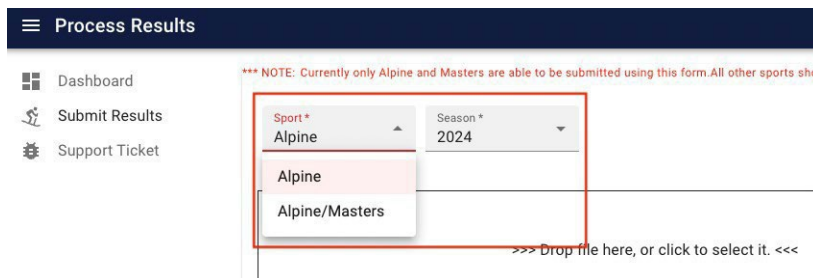 Process Results
Dashboard
Submit Results
Support Ticket
*** NOTE: Currently only Alpine and Masters are able to be submitted using this form.All other sports
Sport *
Alpine
Season *
2024
Alpine
Alpine/Masters
>>> Drop file here, or click to select it. <<<